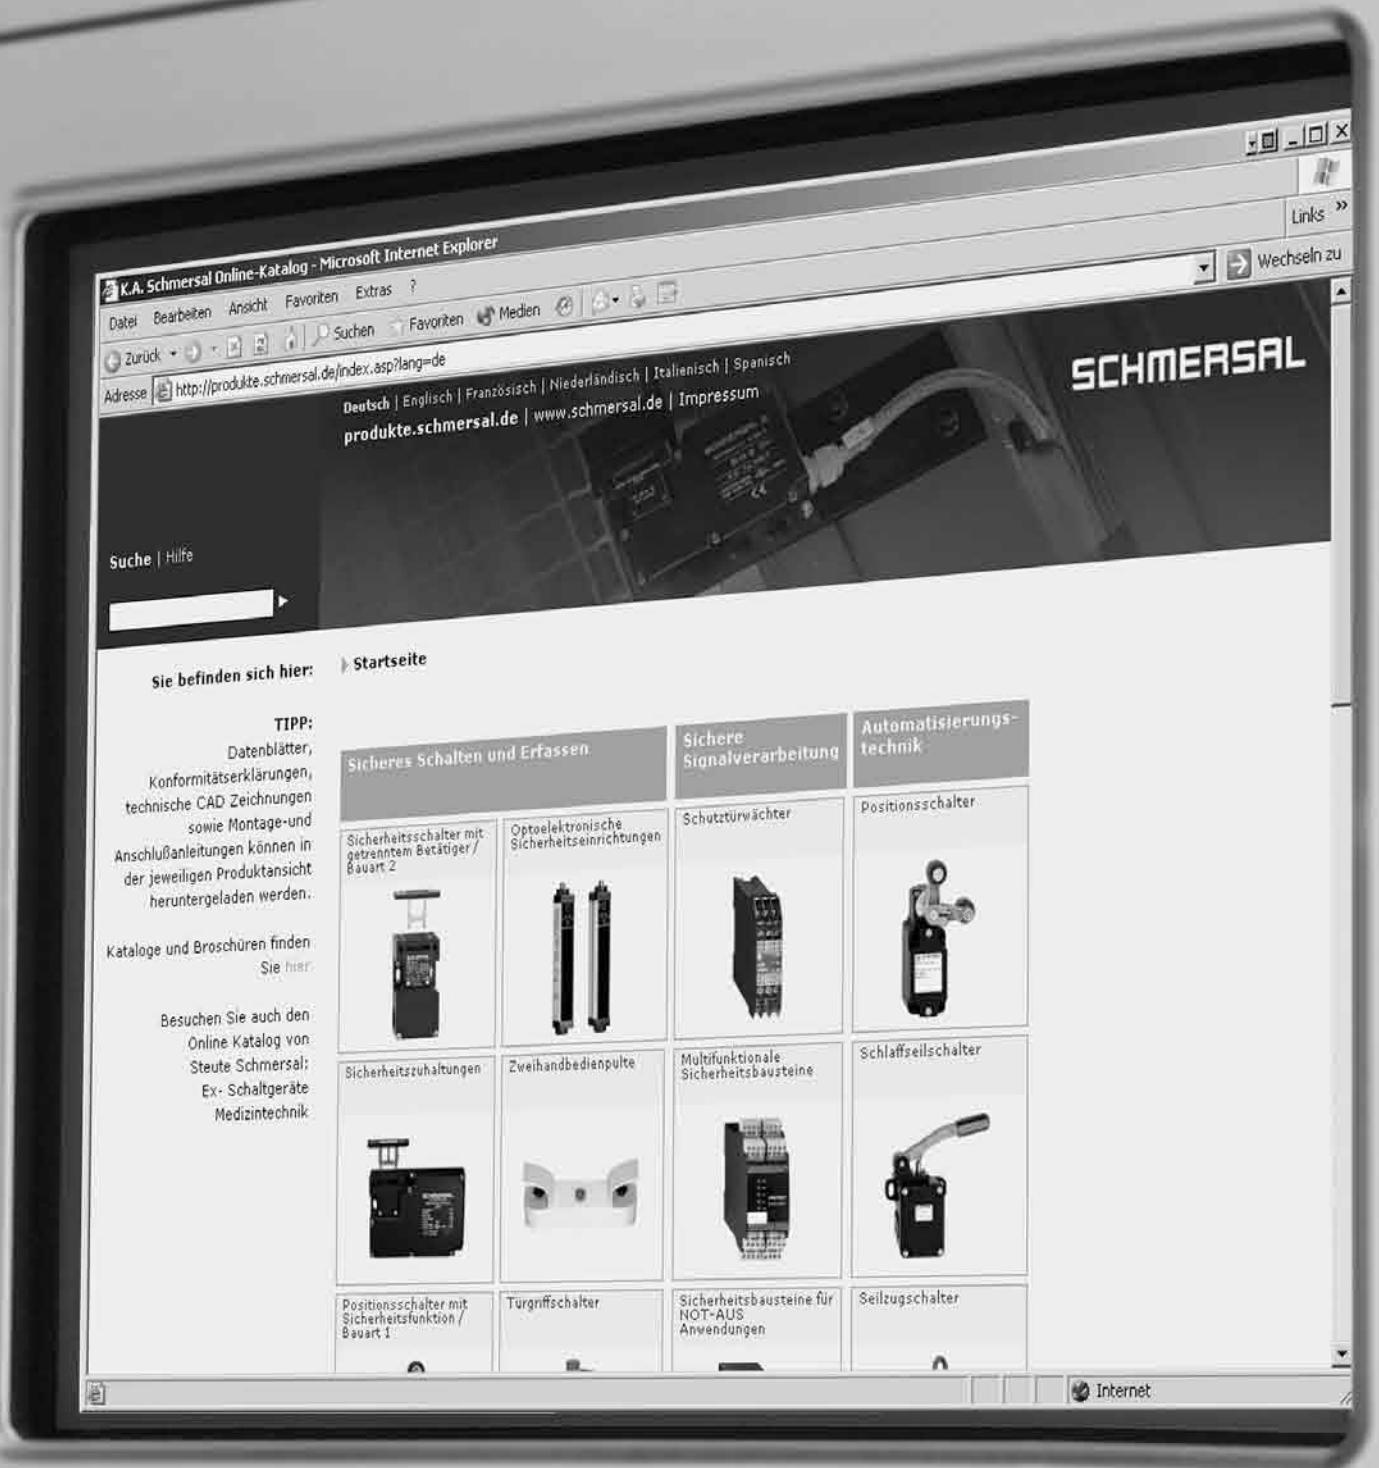 K.A. Schmersal Online-Katalog - Microsoft Internet Explorer
Datei Bearbeiten Ansicht Favoriten Extras ?
Links »
Zurück Suchen Favoriten Medien
Adresse http://produkte.schmersal.de/index.asp?lang=de
Wechseln zu
Deutsch | Englisch | Französisch | Niederländisch | Italienisch | Spanisch
produkte.schmersal.de | www.schmersal.de | Impressum
SCHMERSAL
Suche | Hilfe
Sie befinden sich hier:
Startseite
TIPP:
Datenblätter,
Konformitätserklärungen,
technische CAD Zeichnungen
sowie Montage-und
Anschlußanleitungen können in
der jeweiligen Produktansicht
heruntergeladen werden.
Kataloge und Broschüren finden
Sie hier
Besuchen Sie auch den
Online Katalog von
Steute Schmersal:
Ex- Schaltgeräte
Medizintechnik
Sicheres Schalten und Erfassen
Sichere
Signalverarbeitung
Automatisierungs-
technik
Sicherheitsschalter mit
getrenntem Betätiger /
Bauart 2
Optoelektronische
Sicherheitseinrichtungen
Schutztürwächter
Positionsschalter
Sicherheitszuhaltungen
Zweihandbedienpulte
Multifunktionale
Sicherheitsbausteine
Schlaffseilschalter
Positionsschalter mit
Sicherheitsfunktion /
Bauart 1
Türgriffschalter
Sicherheitsbausteine für
NOT-AUS
Anwendungen
Seilzugschalter
Internet